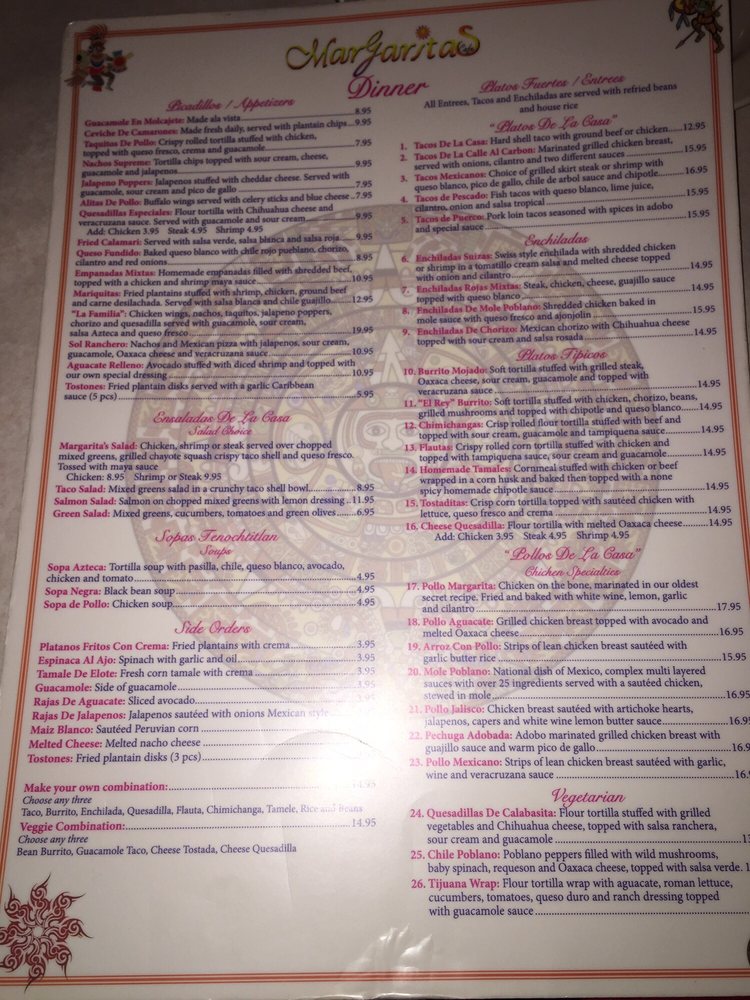 Margaritas Cafe
Dinner
Picadillos / Appetizers
Guacamole En Molcajete: Made ala vista 8.95
Ceviche De Camarones: Made fresh daily, served with plantain chips 9.95
Taquitos De Pollo: Crispy rolled tortilla stuffed with chicken,
topped with queso fresco, crema and guacamole 7.95
Nachos Supreme: Tortilla chips topped with sour cream, cheese,
guacamole and jalapenos 9.95
Jalapeno Poppers: Jalapenos stuffed with cheddar cheese. Served with
guacamole, sour cream and pico de gallo 7.95
Alitas De Pollo: Buffalo wings served with celery sticks and blue cheese 7.95
Quesadillas Especiales: Flour tortilla with Chihuahua cheese and
veracruzana sauce. Served with guacamole and sour cream 9.95
Add: Chicken 3.95 Steak 4.95 Shrimp 4.95
Fried Calamari: Served with salsa verde, salsa blanca and salsa roja 9.95
Queso Fundido: Baked queso blanco with chile rojo pueblano, chorizo,
cilantro and red onions 8.95
Empanadas Mixtas: Homemade empanadas filled with shredded beef,
topped with a chicken and shrimp maya sauce 10.95
Mariquitas: Fried plantains stuffed with shrimp, chicken, ground beef
and carne desilachada. Served with salsa blanca and chile guajillo 12.95
"La Familia": Chicken wings, nachos, taquitos, jalapeno poppers,
chorizo and quesadilla served with guacamole, sour cream,
salsa Azteca and queso fresco 19.95
Sol Ranchero: Nachos and Mexican pizza with jalapenos, sour cream,
guacamole, Oaxaca cheese and veracruzana sauce 10.95
Aguacate Relleno: Avocado stuffed with diced shrimp and topped with
our own special dressing 10.95
Tostones: Fried plantain disks served with a garlic Caribbean
sauce (5 pcs) 5.95
Ensaladas De La Casa
Salad Choice
Margarita's Salad: Chicken, shrimp or steak served over chopped
mixed greens, grilled chayote squash crispy taco shell and queso fresco.
Tossed with maya sauce
Chicken: 8.95 Shrimp or Steak 9.95
Taco Salad: Mixed greens salad in a crunchy taco shell bowl 8.95
Salmon Salad: Salmon on chopped mixed greens with lemon dressing 11.95
Green Salad: Mixed greens, cucumbers, tomatoes and green olives 6.95
Sopas Tenochtitlan
Soups
Sopa Azteca: Tortilla soup with pasilla, chile, queso blanco, avocado,
chicken and tomato 4.95
Sopa Negra: Black bean soup 4.95
Sopa de Pollo: Chicken soup 4.95
Side Orders
Platanos Fritos Con Crema: Fried plantains with crema 3.95
Espinaca Al Ajo: Spinach with garlic and oil 3.95
Tamale De Elote: Fresh corn tamale with crema 3.95
Guacamole: Side of guacamole 3.95
Rajas De Aguacate: Sliced avocado
Rajas De Jalapenos: Jalapenos sautéed with onions Mexican style
Maiz Blanco: Sautéed Peruvian corn
Melted Cheese: Melted nacho cheese
Tostones: Fried plantain disks (3 pcs)
Make your own combination: 14.95
Choose any three
Taco, Burrito, Enchilada, Quesadilla, Flauta, Chimichanga, Tamele, Rice and Beans
Veggie Combination: 14.95
Choose any three
Bean Burrito, Guacamole Taco, Cheese Tostada, Cheese Quesadilla
Platos Fuertes / Entrees
All Entrees, Tacos and Enchiladas are served with refried beans
and house rice
"Platos De La Casa"
1. Tacos De La Casa: Hard shell taco with ground beef or chicken 12.95
2. Tacos De La Calle Al Carbon: Marinated grilled chicken breast,
served with onions, cilantro and two different sauces 15.95
3. Tacos Mexicanos: Choice of grilled skirt steak or shrimp with
queso blanco, pico de gallo, chile de arbol sauce and chipotle 16.95
4. Tacos de Pescado: Fish tacos with queso blanco, lime juice,
cilantro, onion and salsa tropical 15.95
5. Tacos de Puerco: Pork loin tacos seasoned with spices in adobo
and special sauce 15.95
Enchiladas
6. Enchiladas Suizas: Swiss style enchilada with shredded chicken
or shrimp in a tomatillo cream salsa and melted cheese topped
with onion and cilantro 14.95
7. Enchiladas Rojas Mixtas: Steak, chicken, cheese, guajillo sauce
topped with queso blanco 14.95
8. Enchiladas De Mole Poblano: Shredded chicken baked in
mole sauce with queso fresco and ajonjolin 15.95
9. Enchiladas De Chorizo: Mexican chorizo with Chihuahua cheese
topped with sour cream and salsa rosada 14.95
Platos Tipicos
10. Burrito Mojado: Soft tortilla stuffed with grilled steak,
Oaxaca cheese, sour cream, guacamole and topped with
veracruzana sauce 14.95
11. "El Rey" Burrito: Soft tortilla stuffed with chorizo, beans,
grilled mushrooms and topped with chipotle and queso blanco 14.95
12. Chimichangas: Crisp rolled flour tortilla stuffed with beef and
topped with sour cream, guacamole and tampiquena sauce 14.95
13. Flautas: Crispy rolled corn tortilla stuffed with chicken and
topped with tampiquena sauce, sour cream and guacamole 14.95
14. Homemade Tamales: Cornmeal stuffed with chicken or beef
wrapped in a corn husk and baked then topped with a none
spicy homemade chipotle sauce 14.95
15. Tostaditas: Crisp corn tortilla topped with sautéed chicken with
lettuce, queso fresco and crema 14.95
16. Cheese Quesadilla: Flour tortilla with melted Oaxaca cheese 14.95
Add: Chicken 3.95 Steak 4.95 Shrimp 4.95
"Pollos De La Casa"
Chicken Specialties
17. Pollo Margarita: Chicken on the bone, marinated in our oldest
secret recipe. Fried and baked with white wine, lemon, garlic
and cilantro 17.95
18. Pollo Aguacate: Grilled chicken breast topped with avocado and
melted Oaxaca cheese 16.95
19. Arroz Con Pollo: Strips of lean chicken breast sautéed with
garlic butter rice 15.95
20. Mole Poblano: National dish of Mexico, complex multi layered
sauces with over 25 ingredients served with a sautéed chicken,
stewed in mole 16.95
21. Pollo Jalisco: Chicken breast sautéed with artichoke hearts,
jalapenos, capers and white wine lemon butter sauce 16.95
22. Pechuga Adobada: Adobo marinated grilled chicken breast with
guajillo sauce and warm pico de gallo 16.95
23. Pollo Mexicano: Strips of lean chicken breast sautéed with garlic,
wine and veracruzana sauce 16.9
Vegetarian
24. Quesadillas De Calabasita: Flour tortilla stuffed with grilled
vegetables and Chihuahua cheese, topped with salsa ranchera,
sour cream and guacamole 13
25. Chile Poblano: Poblano peppers filled with wild mushrooms,
baby spinach, requeson and Oaxaca cheese, topped with salsa verde. 1
26. Tijuana Wrap: Flour tortilla wrap with aguacate, roman lettuce,
cucumbers, tomatoes, queso duro and ranch dressing topped
with guacamole sauce